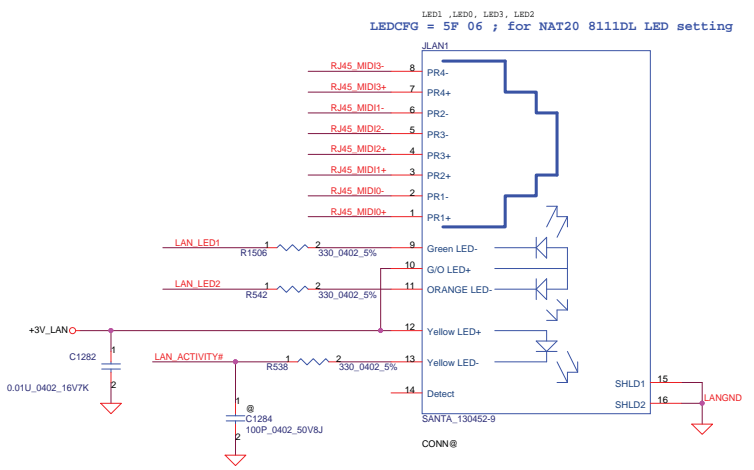 LED1 ,LED0, LED3, LED2
LEDCFG = 5F 06 ; for NAT20 8111DL LED setting
JLAN1
RJ45_MIDI3- 8 PR4-
RJ45_MIDI3+ 7 PR4+
RJ45_MIDI1- 6 PR2-
RJ45_MIDI2- 5 PR3-
RJ45_MIDI2+ 4 PR3+
RJ45_MIDI1+ 3 PR2+
RJ45_MIDI0- 2 PR1-
RJ45_MIDI0+ 1 PR1+
LAN_LED1 1 2 9 Green LED-
R1506 330_0402_5%
10 G/O LED+
LAN_LED2 1 2 11 ORANGE LED-
R542 330_0402_5%
+3V_LAN 12 Yellow LED+
1
C1282
2
0.01U_0402_16V7K
LAN_ACTIVITY# 1 2 13 Yellow LED-
R538 330_0402_5%
14 Detect
SHLD1 15
SHLD2 16
LANGND
1
@
C1284
100P_0402_50V8J
2
SANTA_130452-9
CONN@